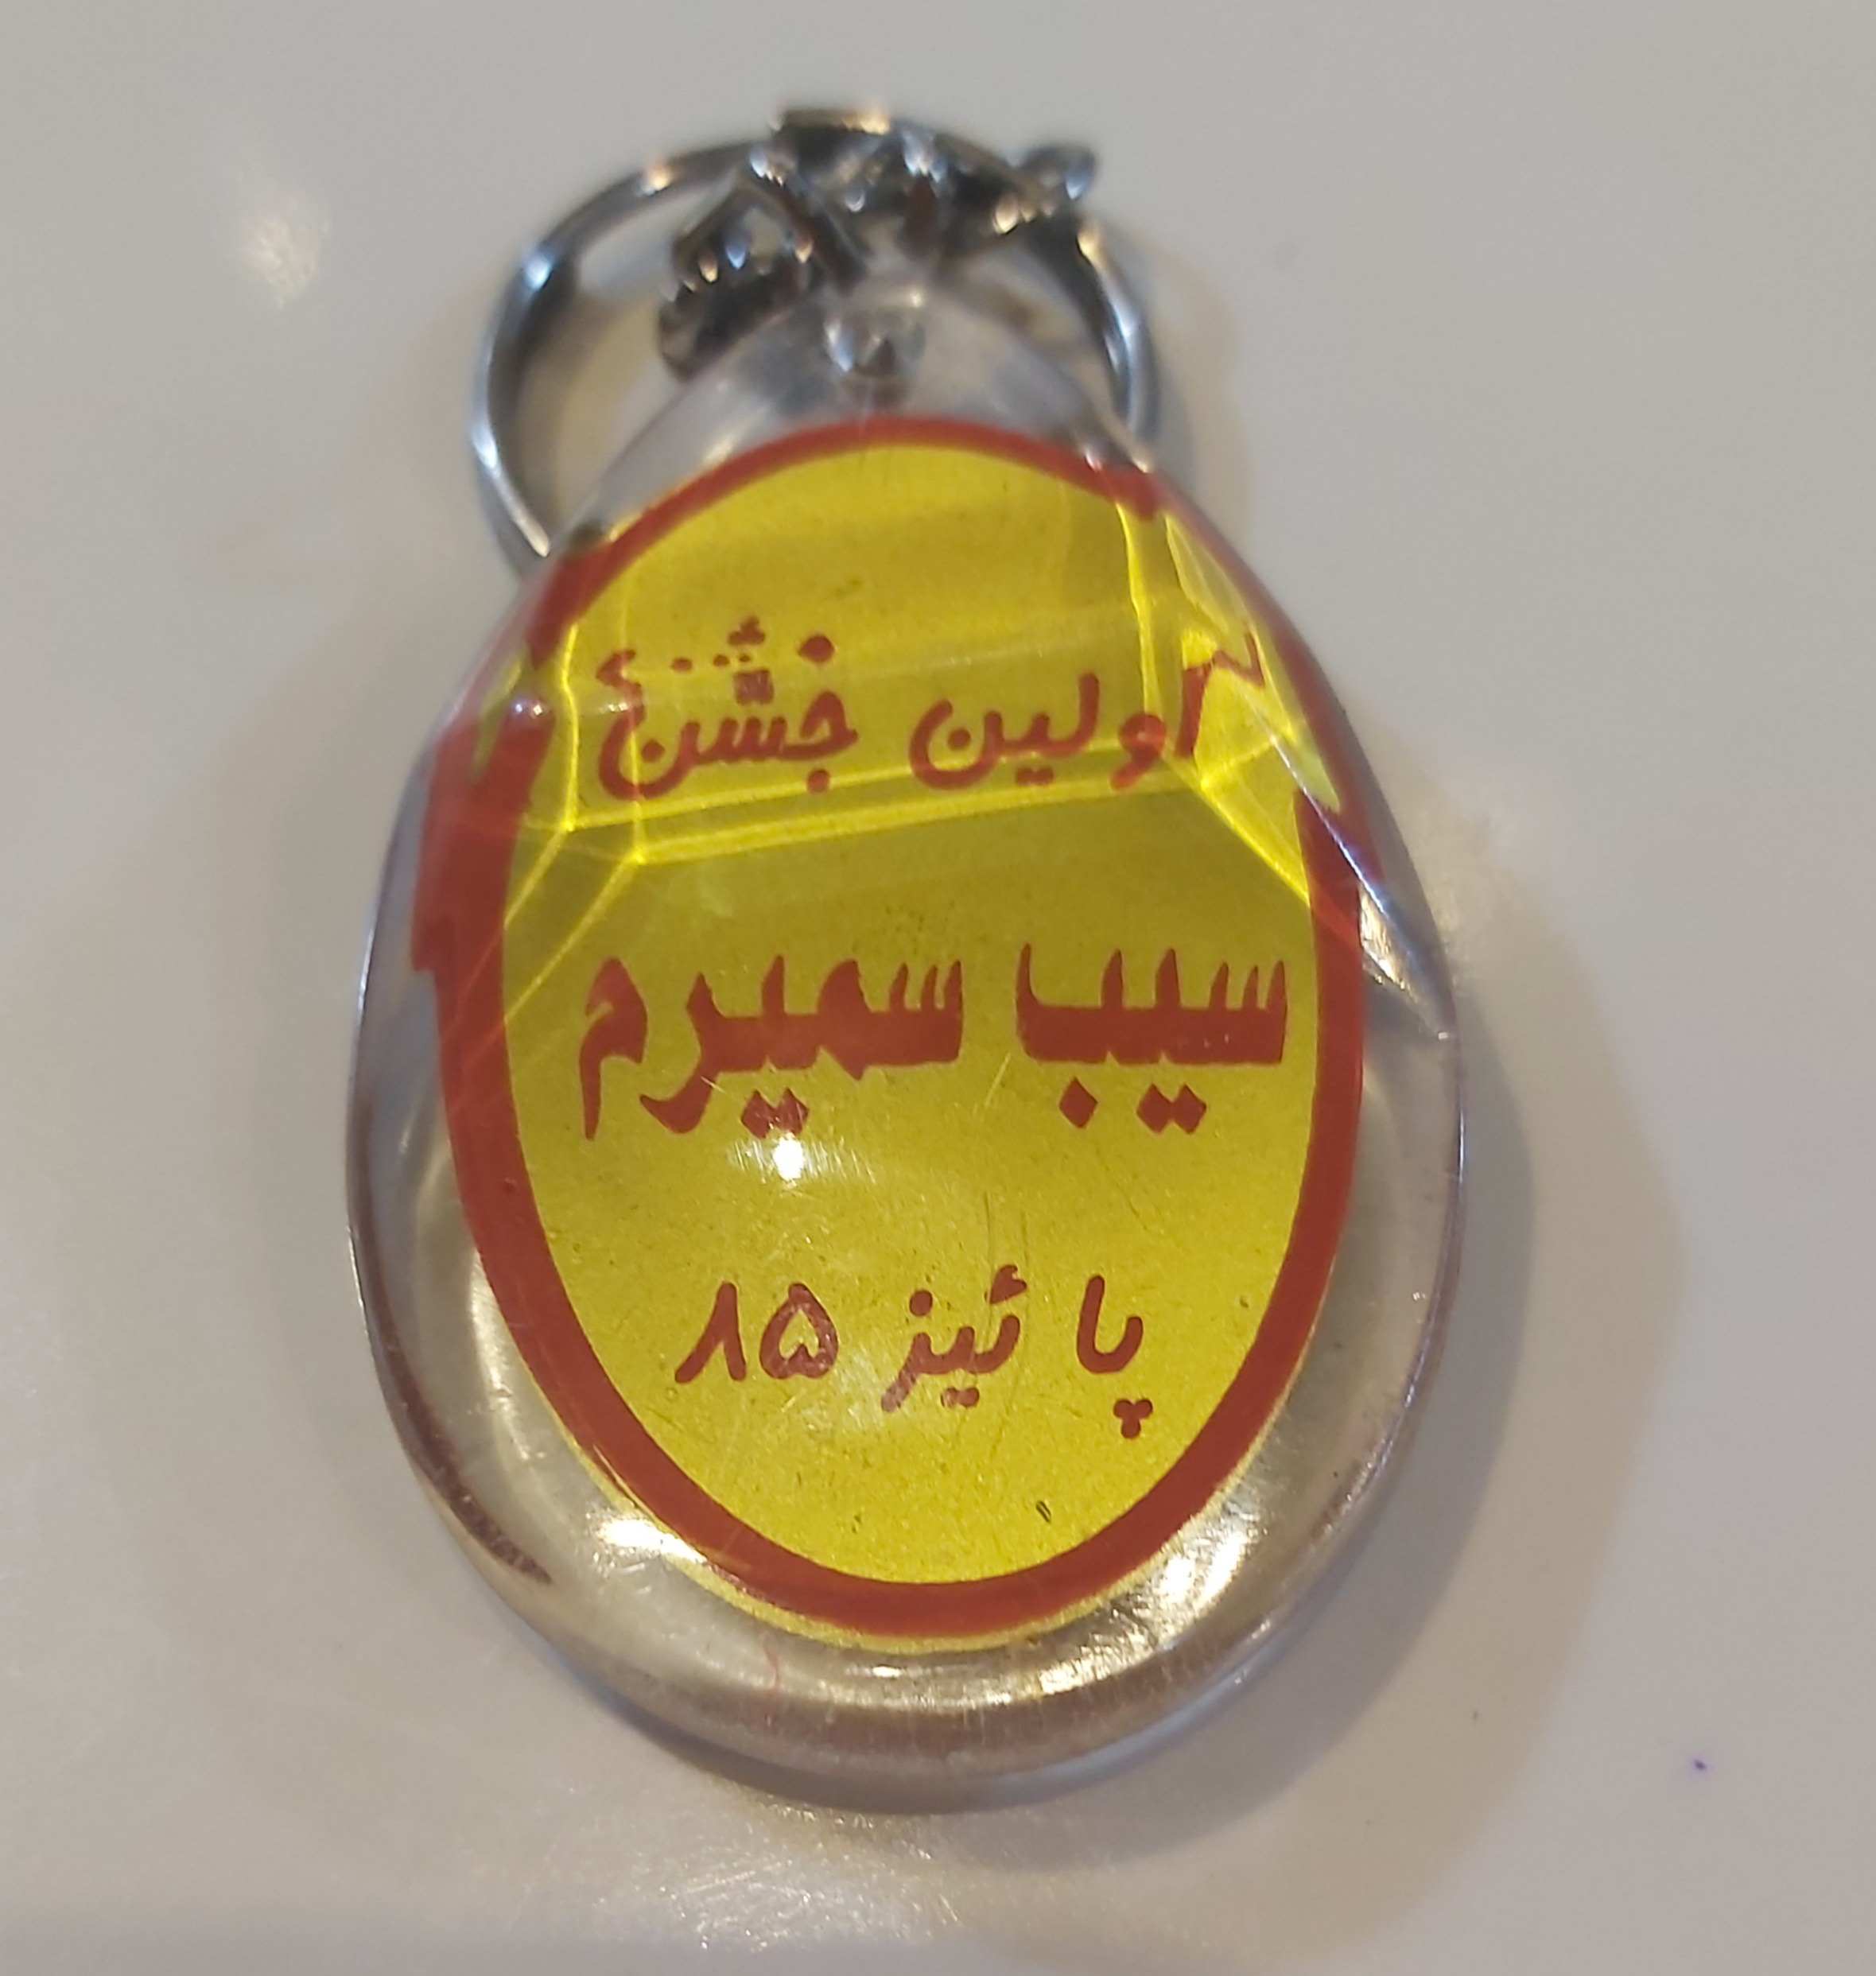 اولین جشن
سیب سمیرم
پائیز ۸۵